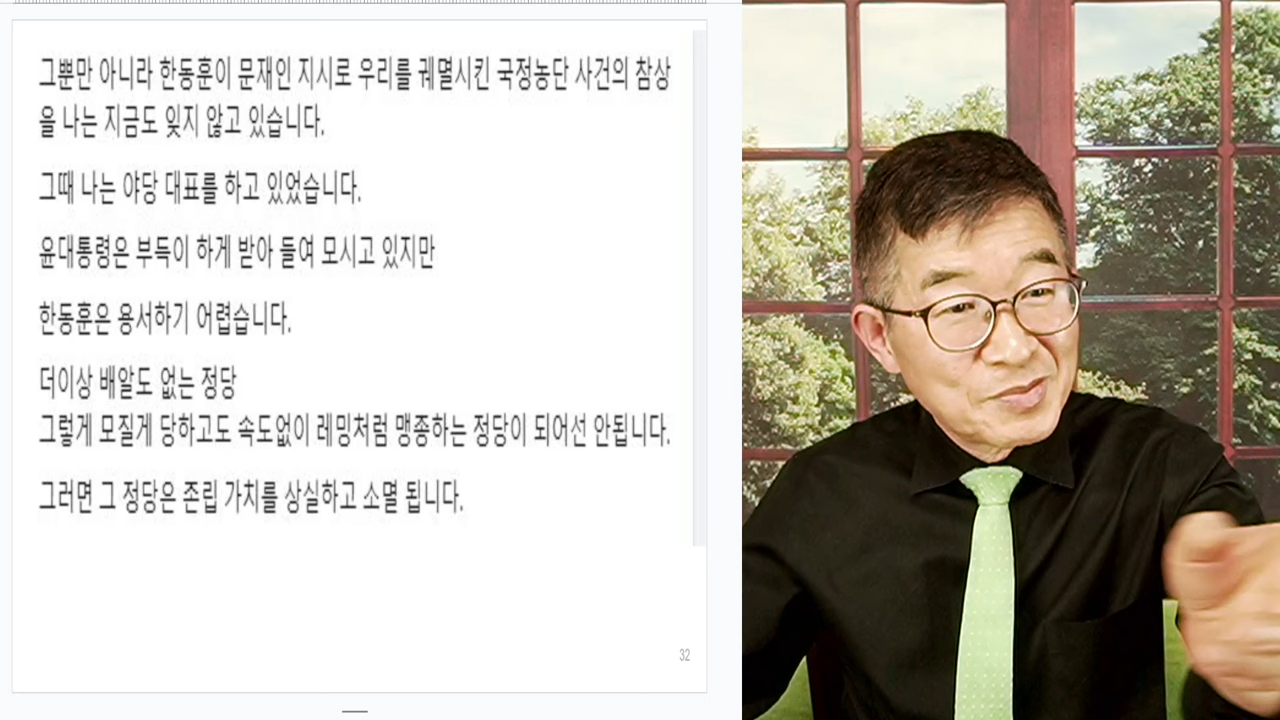 그뿐만 아니라 한동훈이 문재인 지시로 우리를 궤멸시킨 국정농단 사건의 참상
을 나는 지금도 잊지 않고 있습니다.
그때 나는 야당 대표를 하고 있었습니다.
윤대통령은 부득이 하게 받아 들여 모시고 있지만
한동훈은 용서하기 어렵습니다.
더이상 배알도 없는 정당
그렇게 모질게 당하고도 속도없이 레밍처럼 맹종하는 정당이 되어선 안됩니다.
그러면 그 정당은 존립 가치를 상실하고 소멸 됩니다.
32